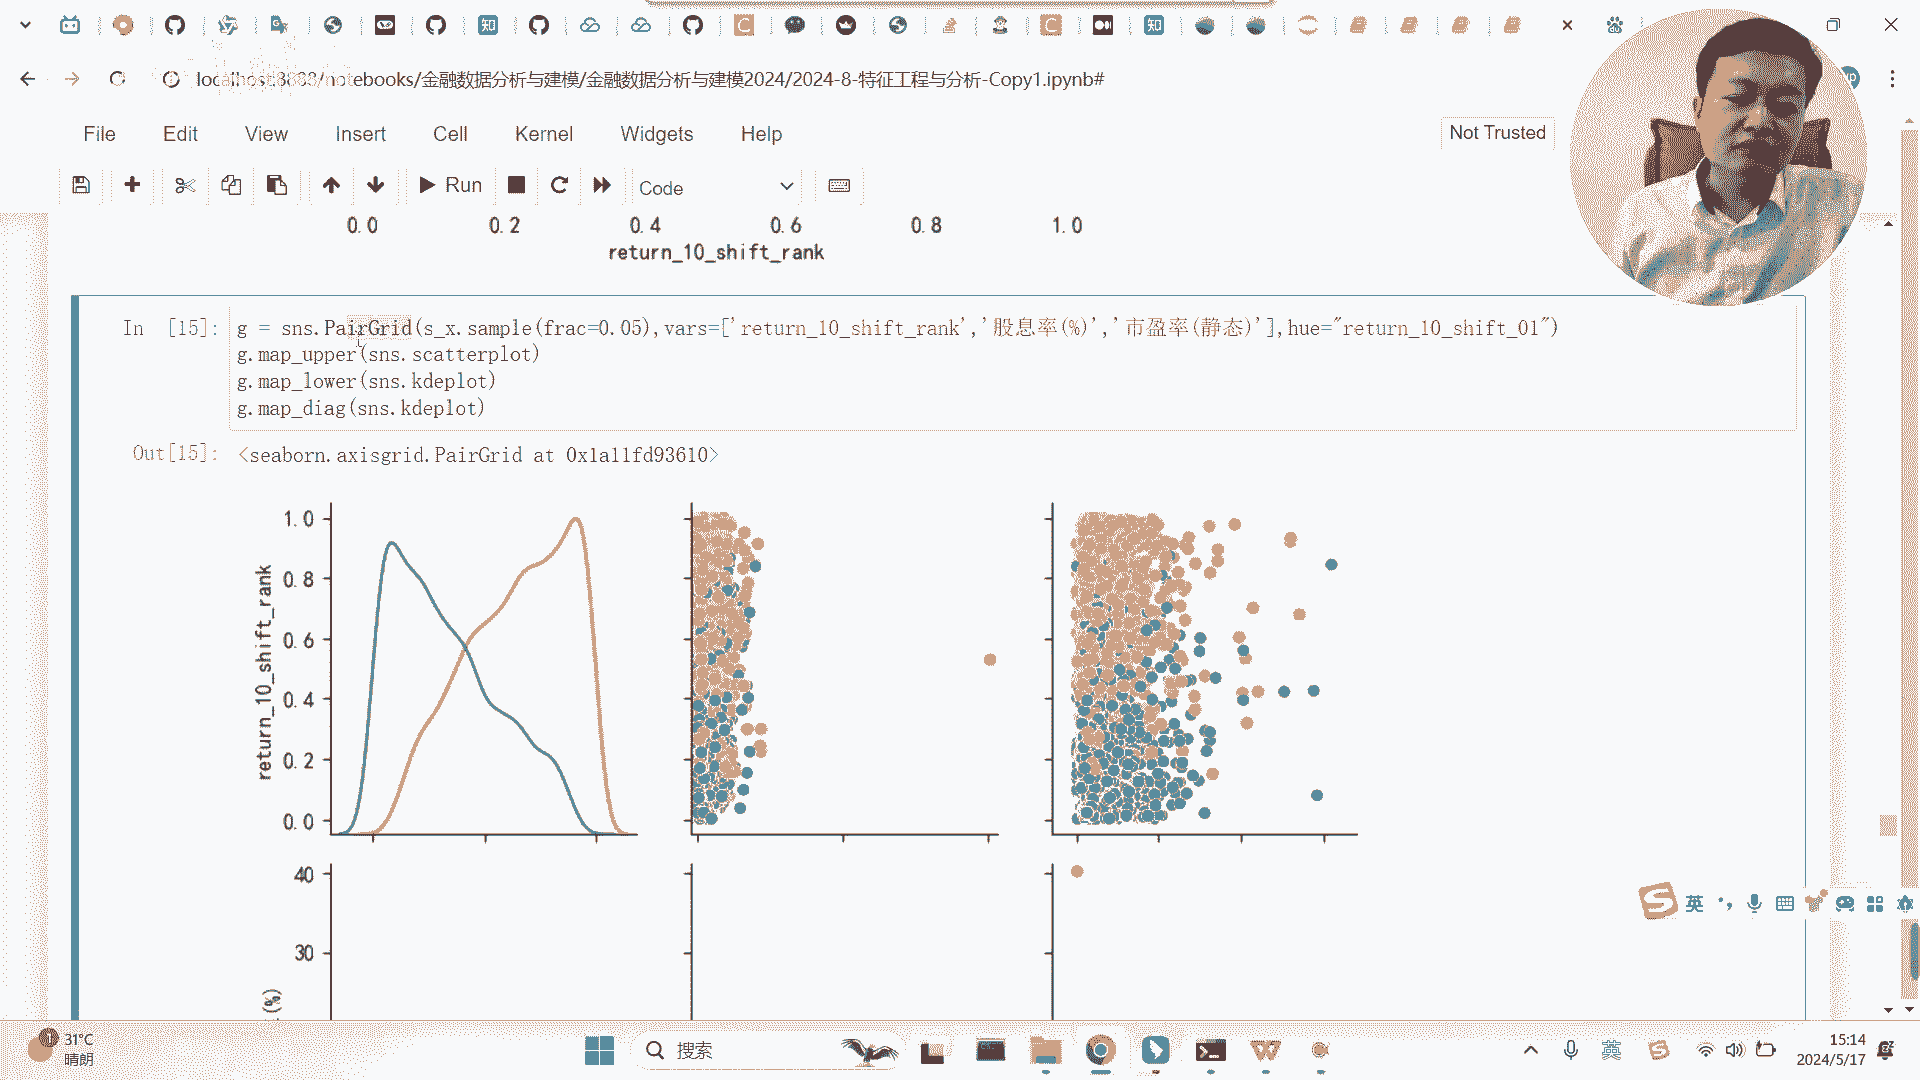 localhost:8888/notebooks/金融数据分析与建模/金融数据分析与建模2024/2024-8-特征工程与分析-Copy1.ipynb#
File Edit View Insert Cell Kernel Widgets Help
Not Trusted
Run
Code
0.0 0.2 0.4 0.6 0.8 1.0
return_10_shift_rank
In [15]:
g = sns.PairGrid(s_x.sample(frac=0.05),vars=['return_10_shift_rank','股息率(%)','市盈率(静态)'],hue="return_10_shift_01")
g.map_upper(sns.scatterplot)
g.map_lower(sns.kdeplot)
g.map_diag(sns.kdeplot)
Out[15]:
<seaborn.axisgrid.PairGrid at 0x1a11fd93610>
1.0
0.8
0.6
0.4
0.2
0.0
return_10_shift_rank
40
30
(%)
英
31°C
晴朗
搜索
英
15:14
2024/5/17